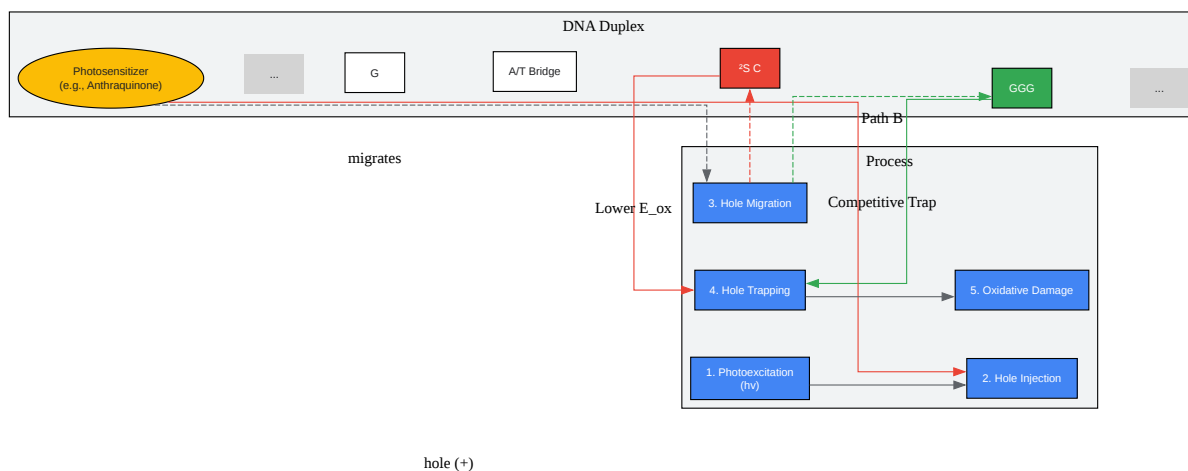 DNA Duplex
Photosensitizer
(e.g., Anthraquinone)
...
G
A/T Bridge
²S C
GGG
...
Path B
migrates
Process
3. Hole Migration
Lower E_ox
Competitive Trap
4. Hole Trapping
5. Oxidative Damage
1. Photoexcitation
(hv)
2. Hole Injection
hole (+)